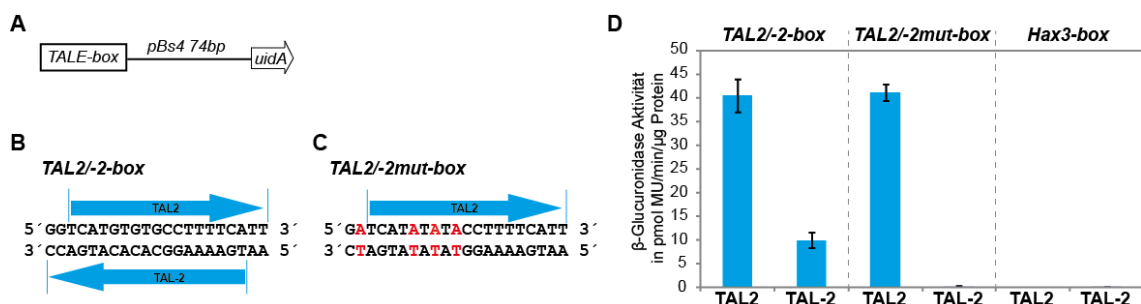 A
TALE-box
pBs4 74bp
uidA
B
TAL2/-2-box
TAL2
5´GGTCATGTGTGCCTTTTCATT 3´
3´CCAGTACACACGGAAAAGTAA 5´
TAL-2
C
TAL2/-2mut-box
TAL2
5´GATCATATATACCTTTTCATT 3´
3´CTAGTATATATGGAAAAGTAA 5´
D
TAL2/-2-box TAL2/-2mut-box Hax3-box
β-Glucuronidase Aktivität
in pmol MU/min/µg Protein
50
45
40
35
30
25
20
15
10
5
0
TAL2 TAL-2 TAL2 TAL-2 TAL2 TAL-2